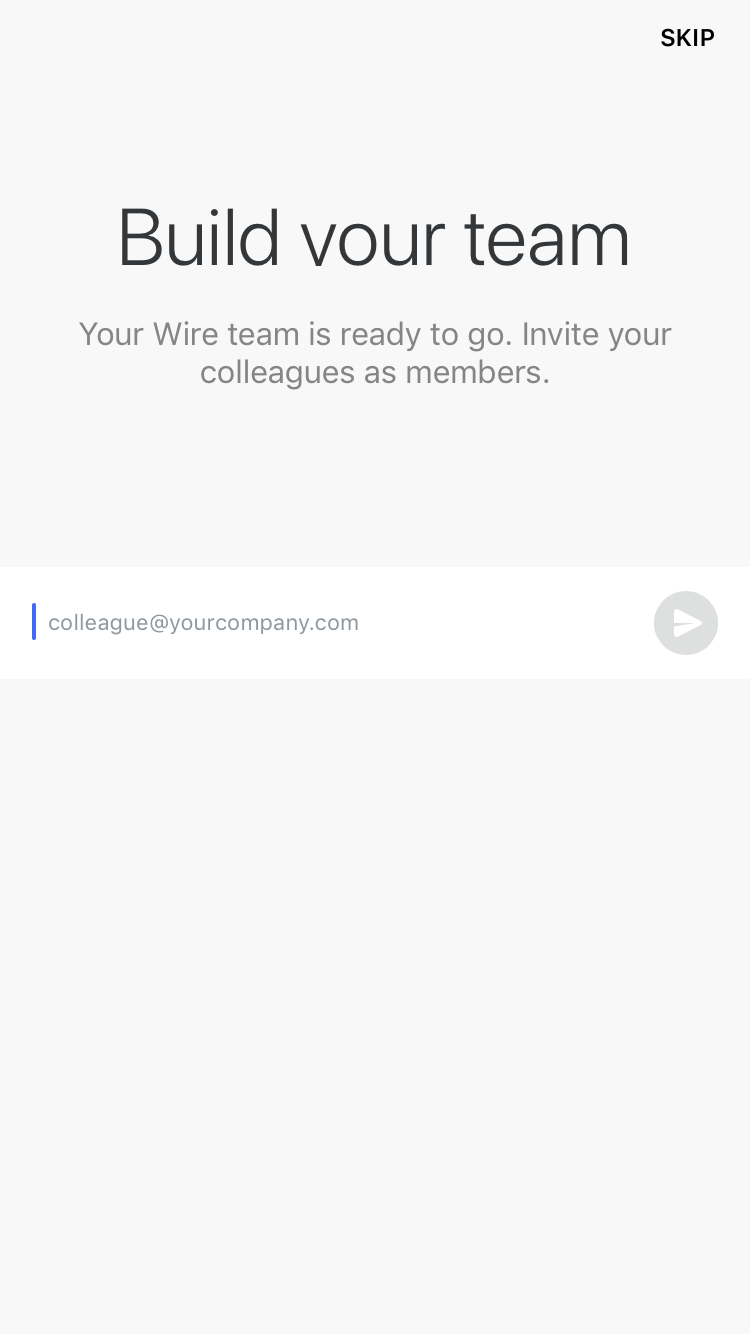 SKIP
Build your team
Your Wire team is ready to go. Invite your
colleagues as members.
colleague@yourcompany.com